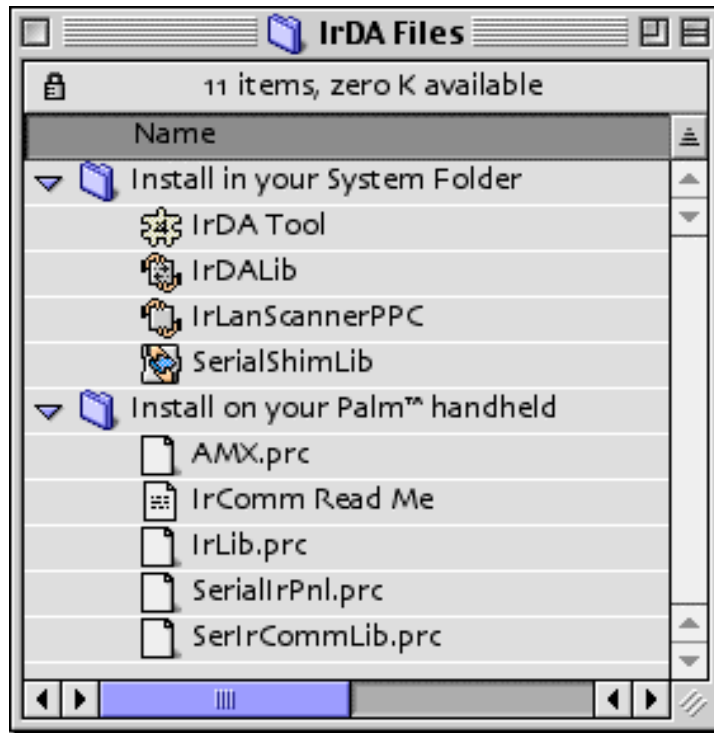 IrDA Files
11 items, zero K available
Name
Install in your System Folder
IrDA Tool
IrDALib
IrLanScannerPPC
SerialShimLib
Install on your Palm™ handheld
AMX.prc
IrComm Read Me
IrLib.prc
SerialIrPnl.prc
SerIrCommLib.prc